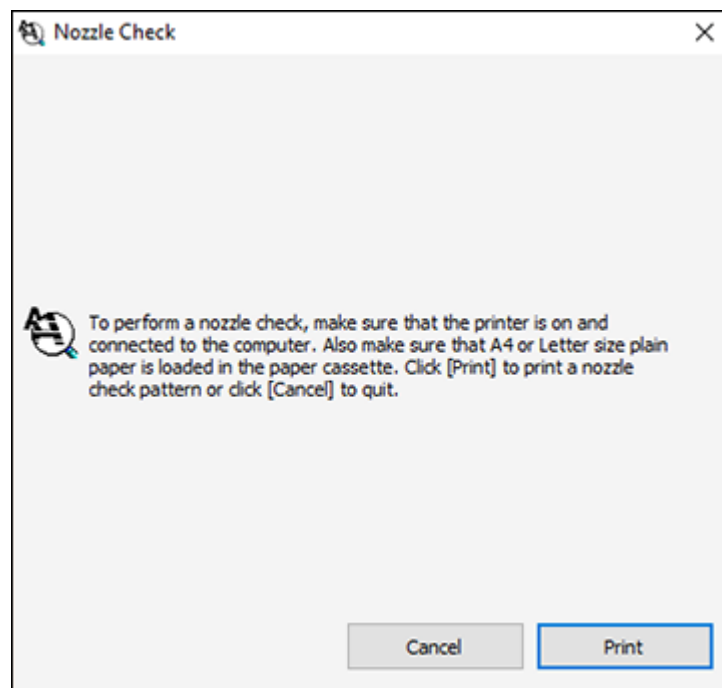 Nozzle Check
To perform a nozzle check, make sure that the printer is on and
connected to the computer. Also make sure that A4 or Letter size plain
paper is loaded in the paper cassette. Click [Print] to print a nozzle
check pattern or click [Cancel] to quit.
Cancel Print